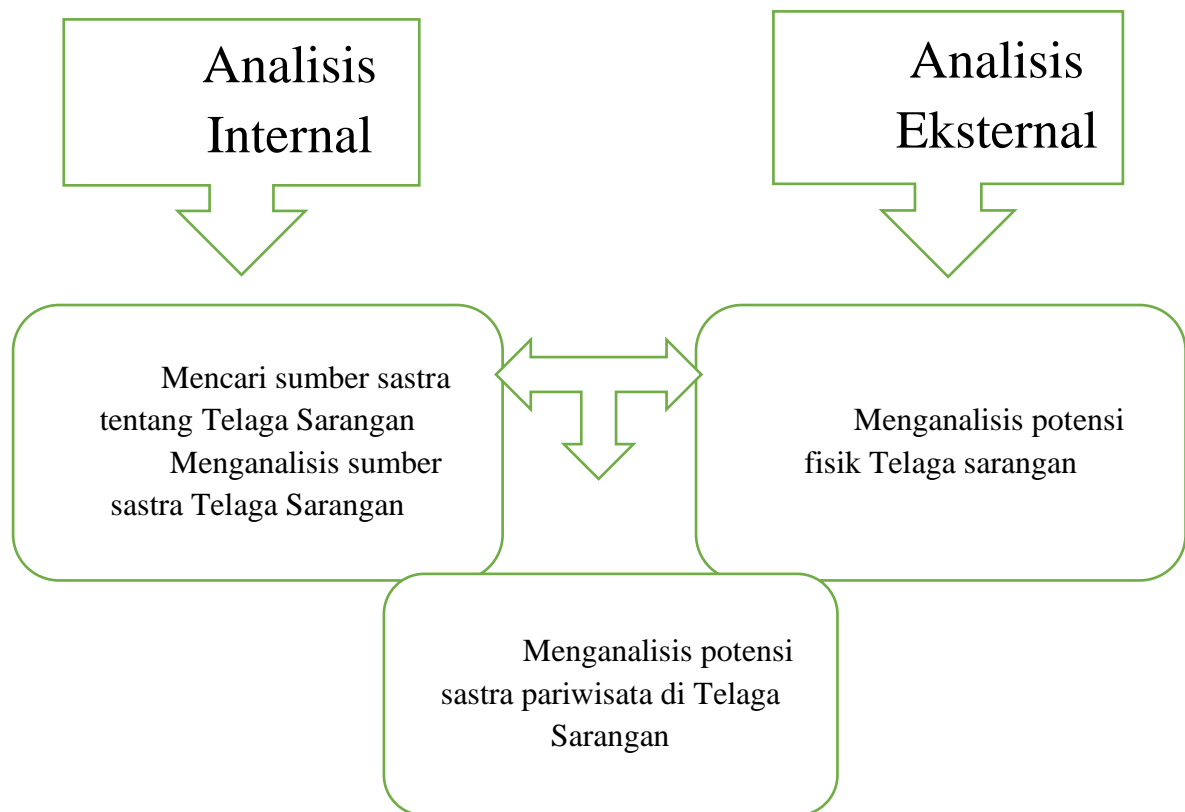 Analisis
Internal
Analisis
Eksternal
Mencari sumber sastra
tentang Telaga Sarangan
Menganalisis sumber
sastra Telaga Sarangan
Menganalisis potensi
fisik Telaga sarangan
Menganalisis potensi
sastra pariwisata di Telaga
Sarangan